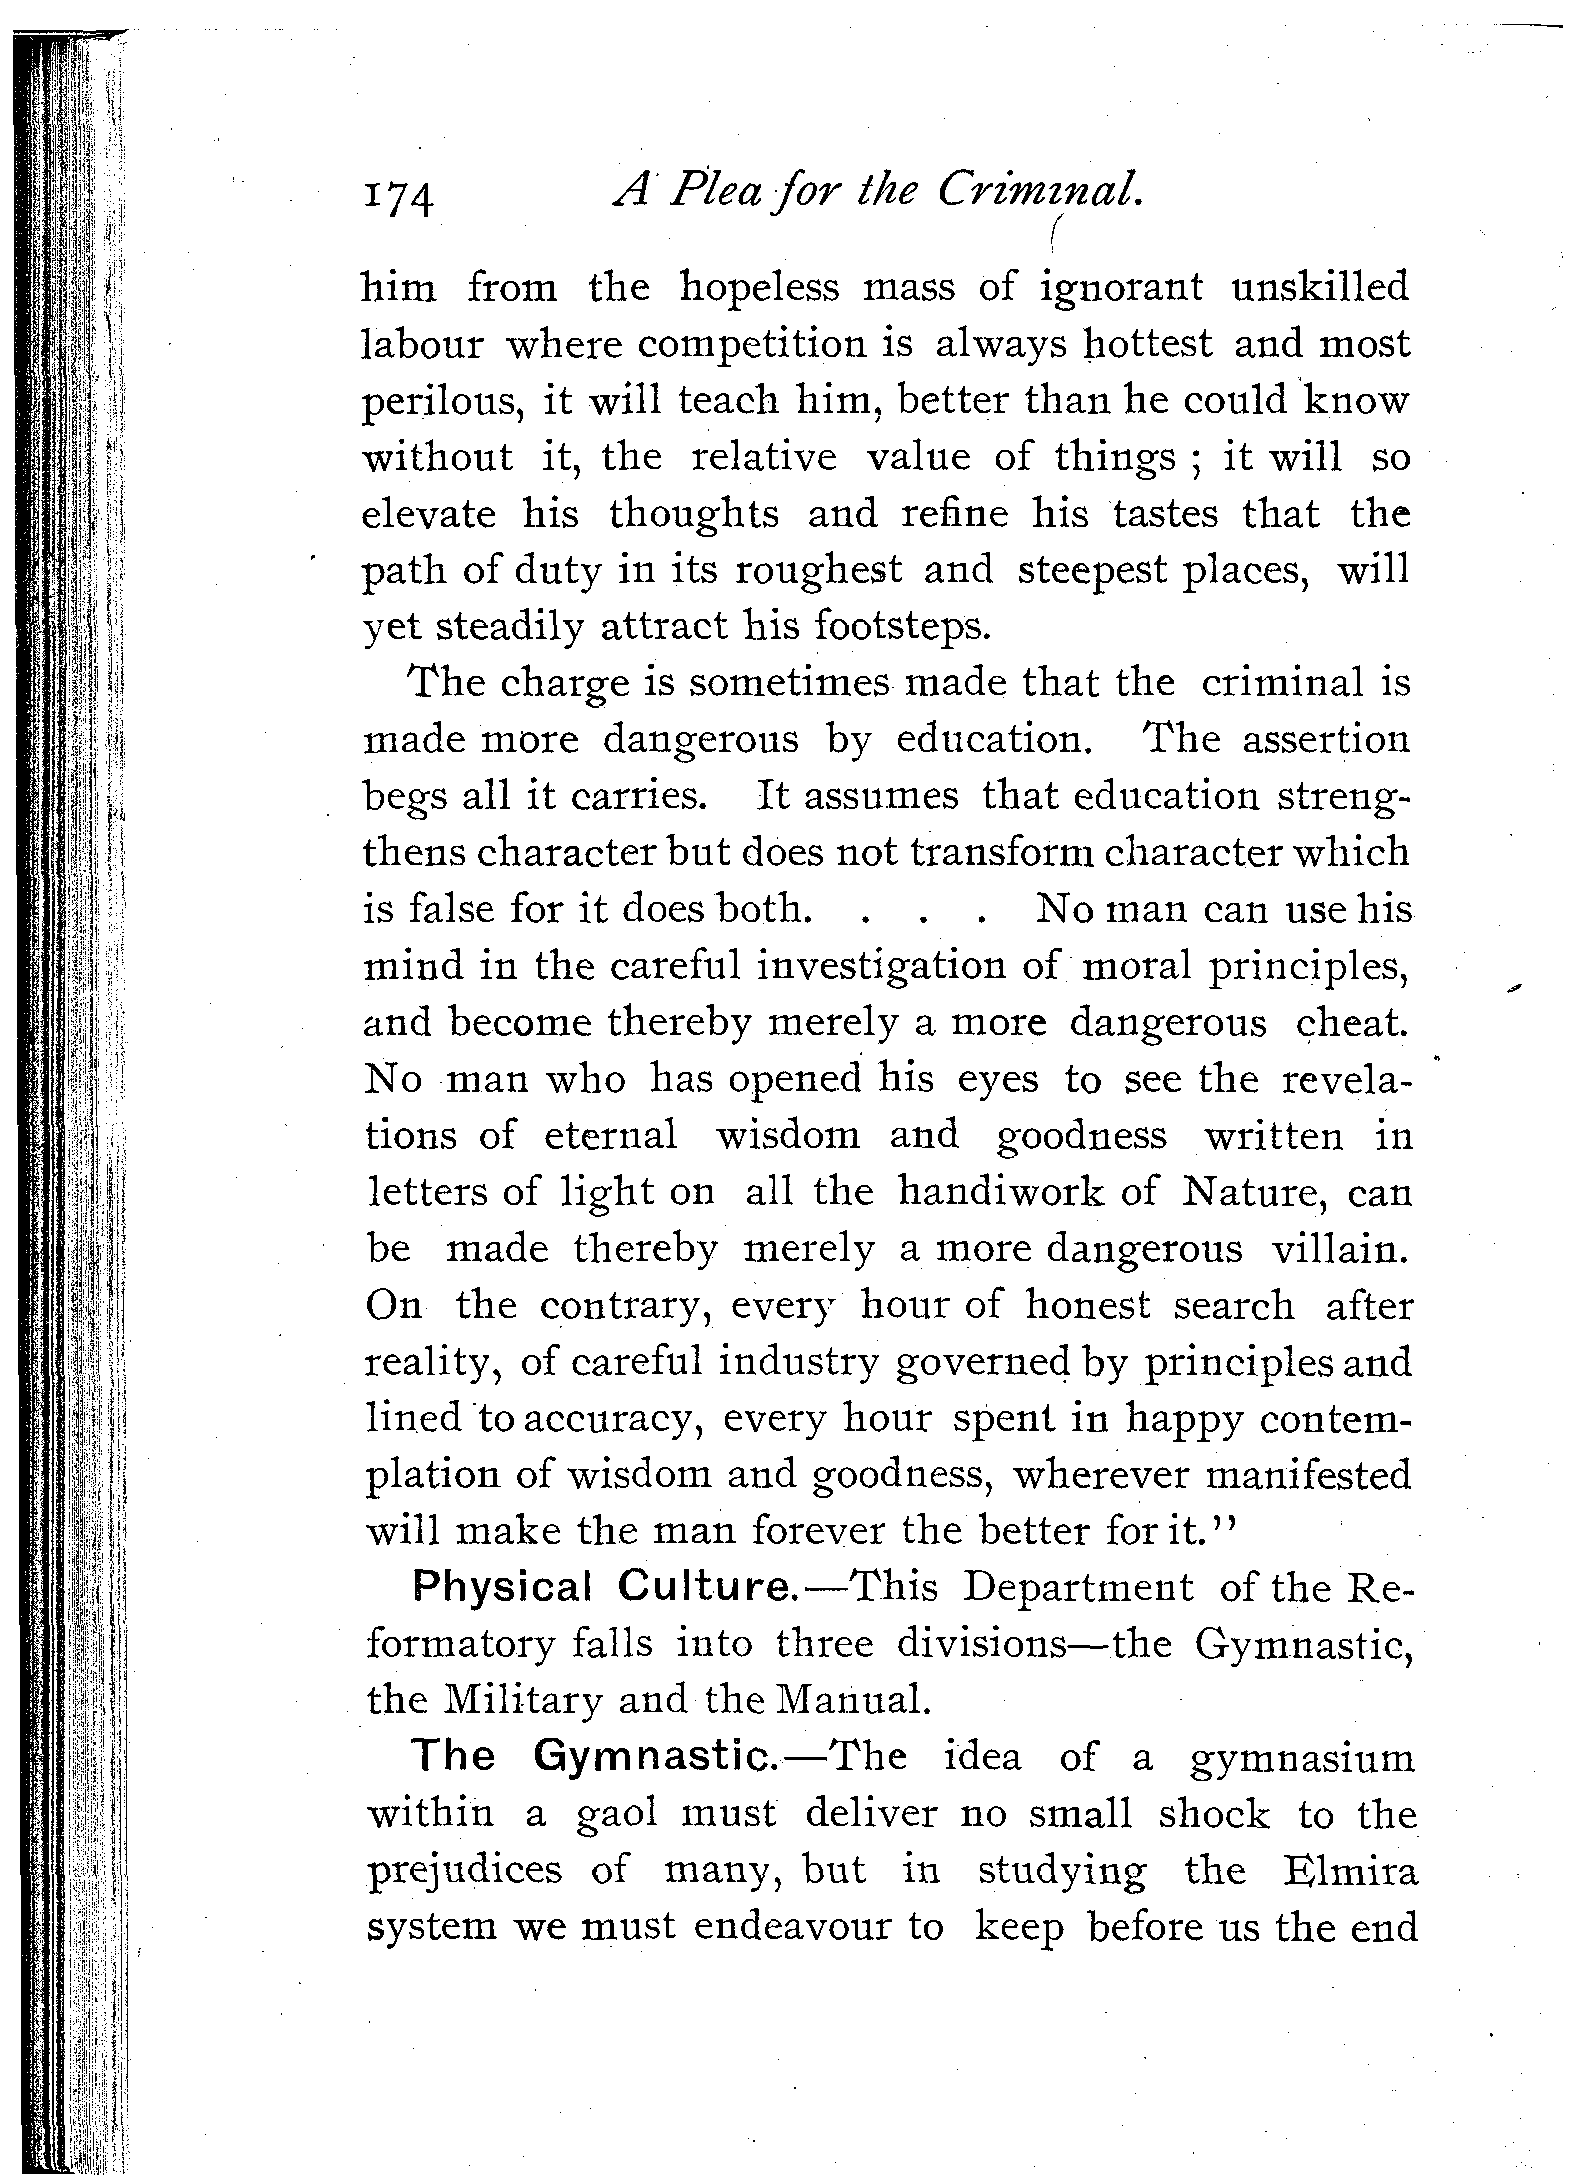 174 A Plea for the Criminal.
him from the hopeless mass of ignorant unskilled
labour where competition is always hottest and most
perilous, it will teach him, better than he could know
without it, the relative value of things ; it will so
elevate his thoughts and refine his tastes that the
path of duty in its roughest and steepest places, will
yet steadily attract his footsteps.
The charge is sometimes made that the criminal is
made more dangerous by education. The assertion
begs all it carries. It assumes that education streng-
thens character but does not transform character which
is false for it does both. . . . No man can use his
mind in the careful investigation of moral principles,
and become thereby merely a more dangerous cheat.
No man who has opened his eyes to see the revela-
tions of eternal wisdom and goodness written in
letters of light on all the handiwork of Nature, can
be made thereby merely a more dangerous villain.
On the contrary, every hour of honest search after
reality, of careful industry governed by principles and
lined to accuracy, every hour spent in happy contem-
plation of wisdom and goodness, wherever manifested
will make the man forever the better for it."
Physical Culture.—This Department of the Re-
formatory falls into three divisions—the Gymnastic,
the Military and the Manual.
The Gymnastic.—The idea of a gymnasium
within a gaol must deliver no small shock to the
prejudices of many, but in studying the Elmira
system we must endeavour to keep before us the end